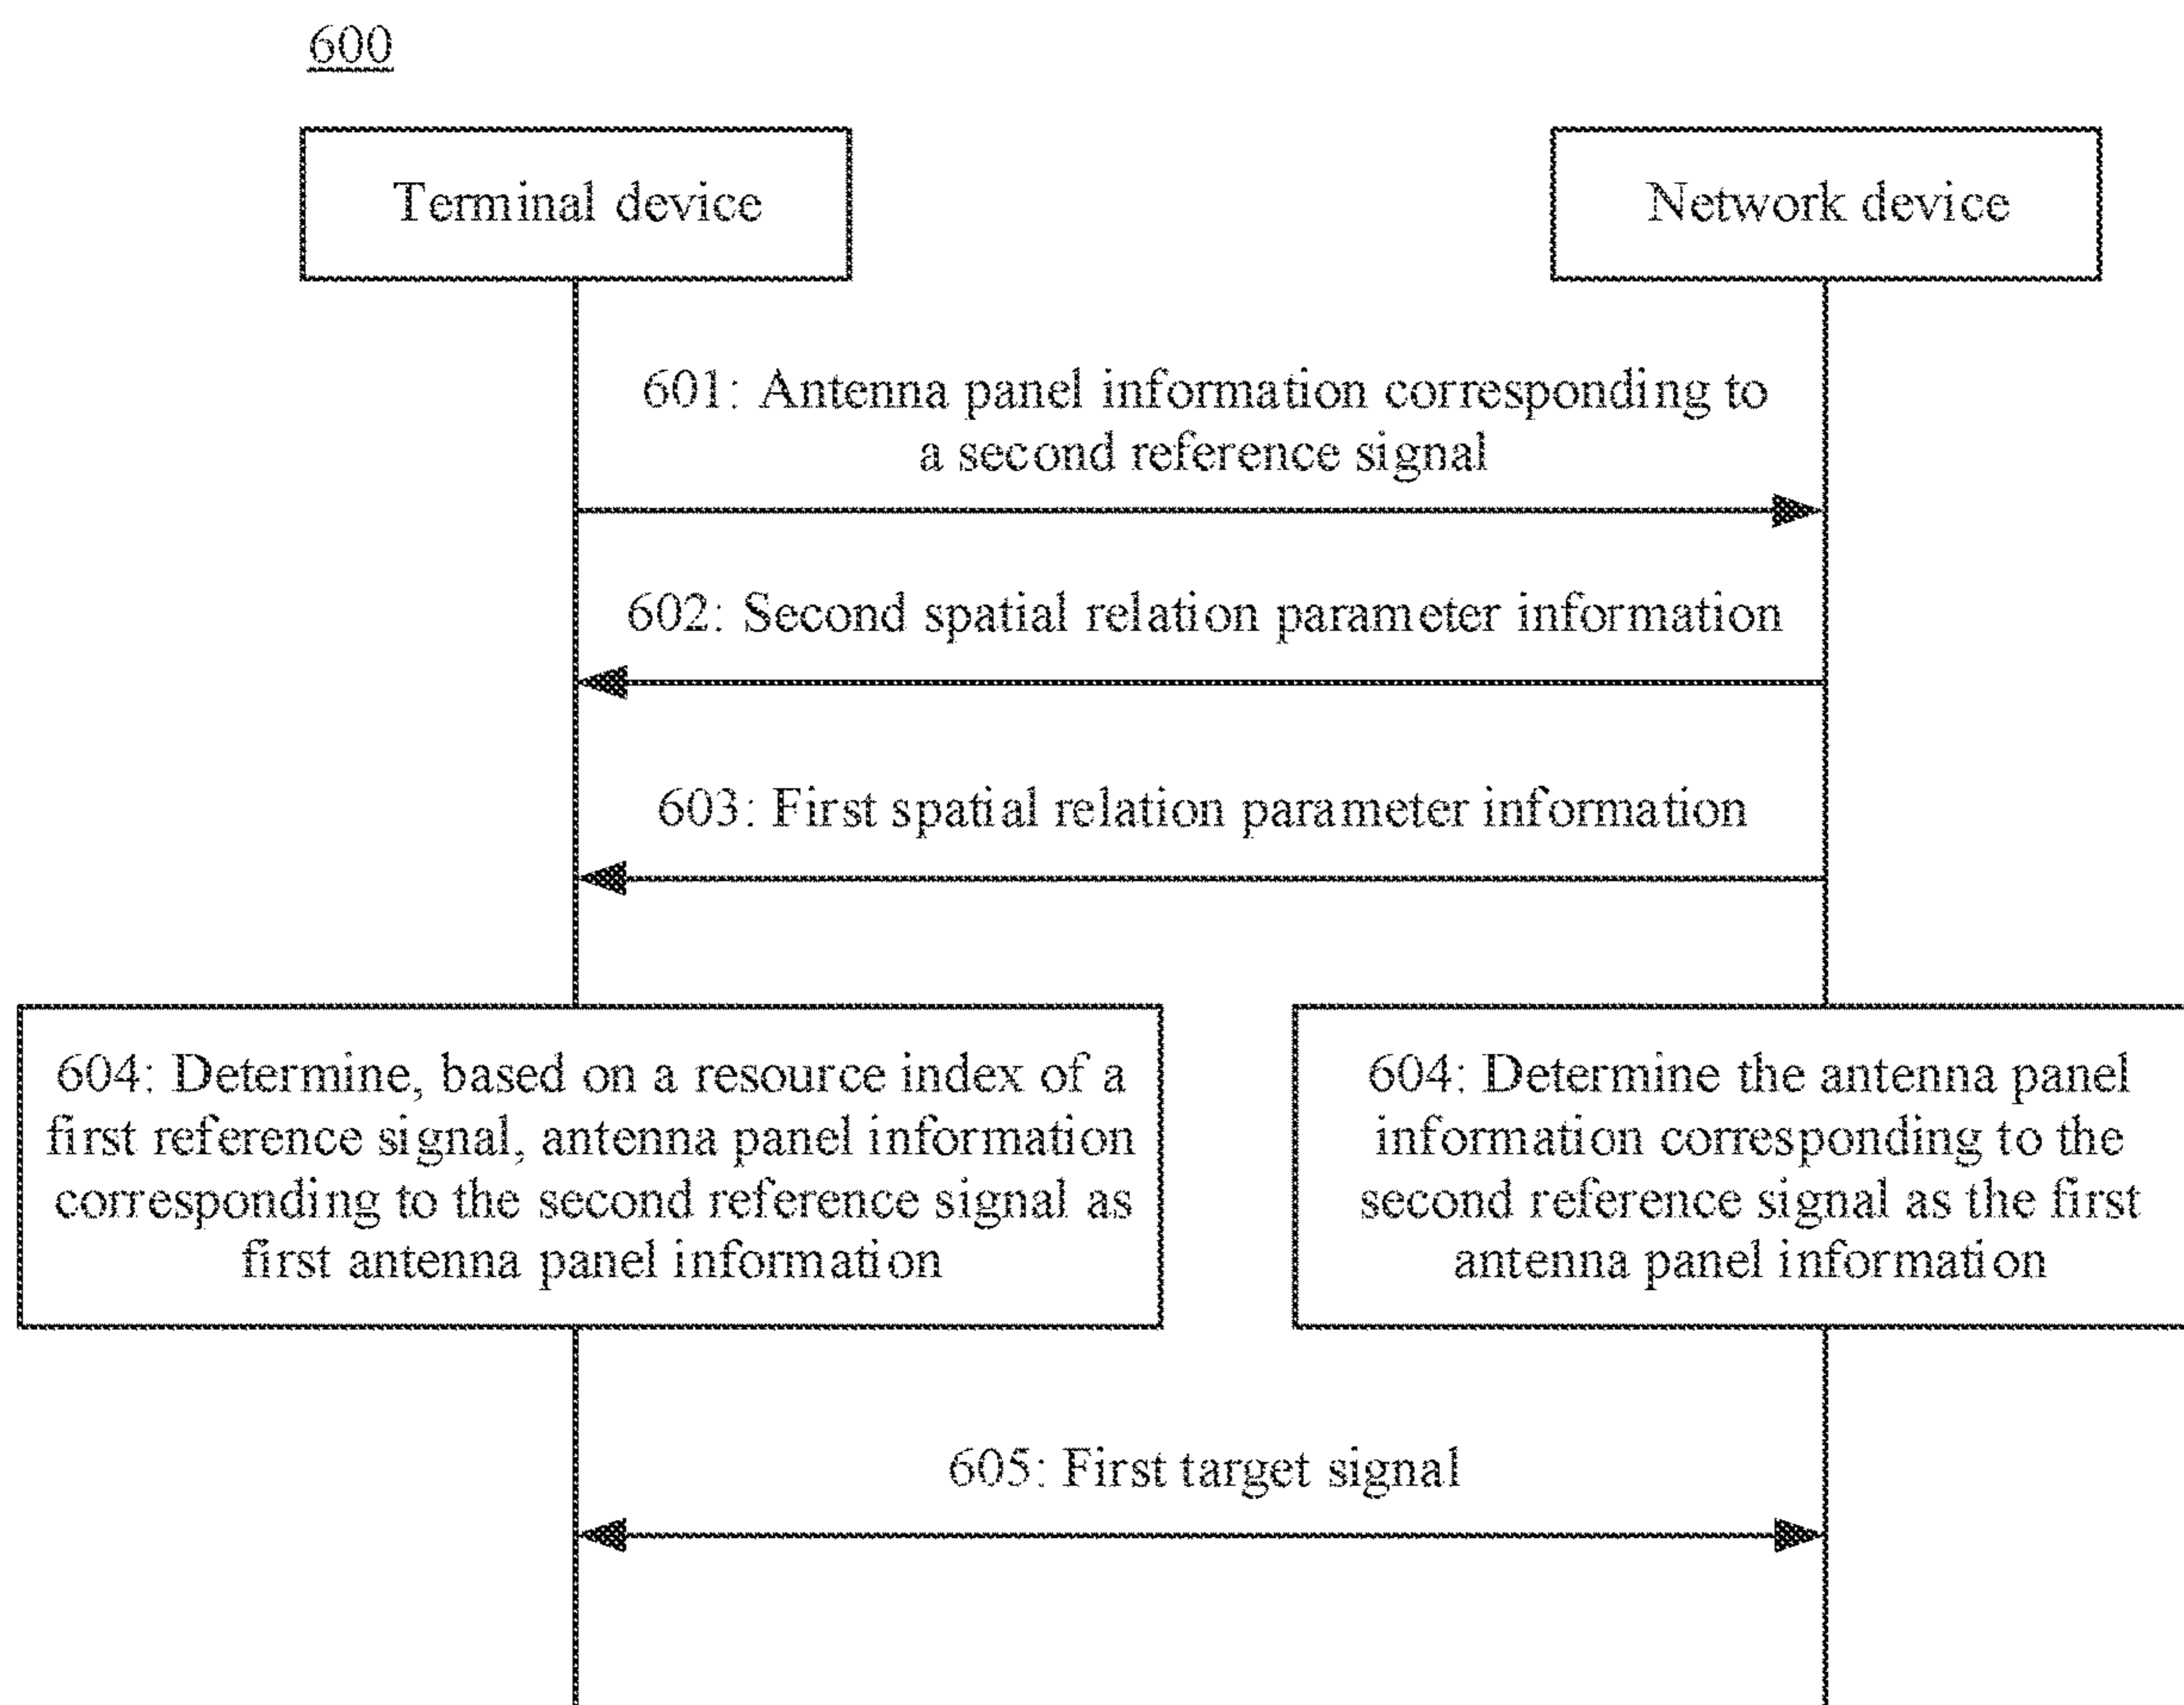 600
Terminal device
Network device
601: Antenna panel information corresponding to
a second reference signal
602: Second spatial relation parameter information
603: First spatial relation parameter information
604: Determine, based on a resource index of a
first reference signal, antenna panel information
corresponding to the second reference signal as
first antenna panel information
604: Determine the antenna panel
information corresponding to the
second reference signal as the first
antenna panel information
605: First target signal